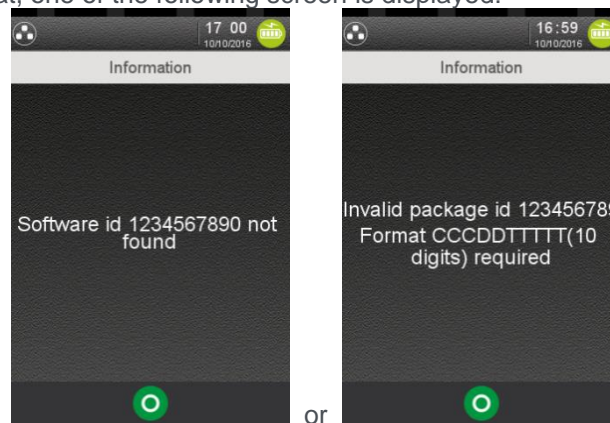 at, one of the following screen is displayed.
17 00
10/10/2016
Information
Software id 1234567890 not
found
or
16:59
10/10/2016
Information
Invalid package id 123456789
Format CCCDDTTTTT(10
digits) required